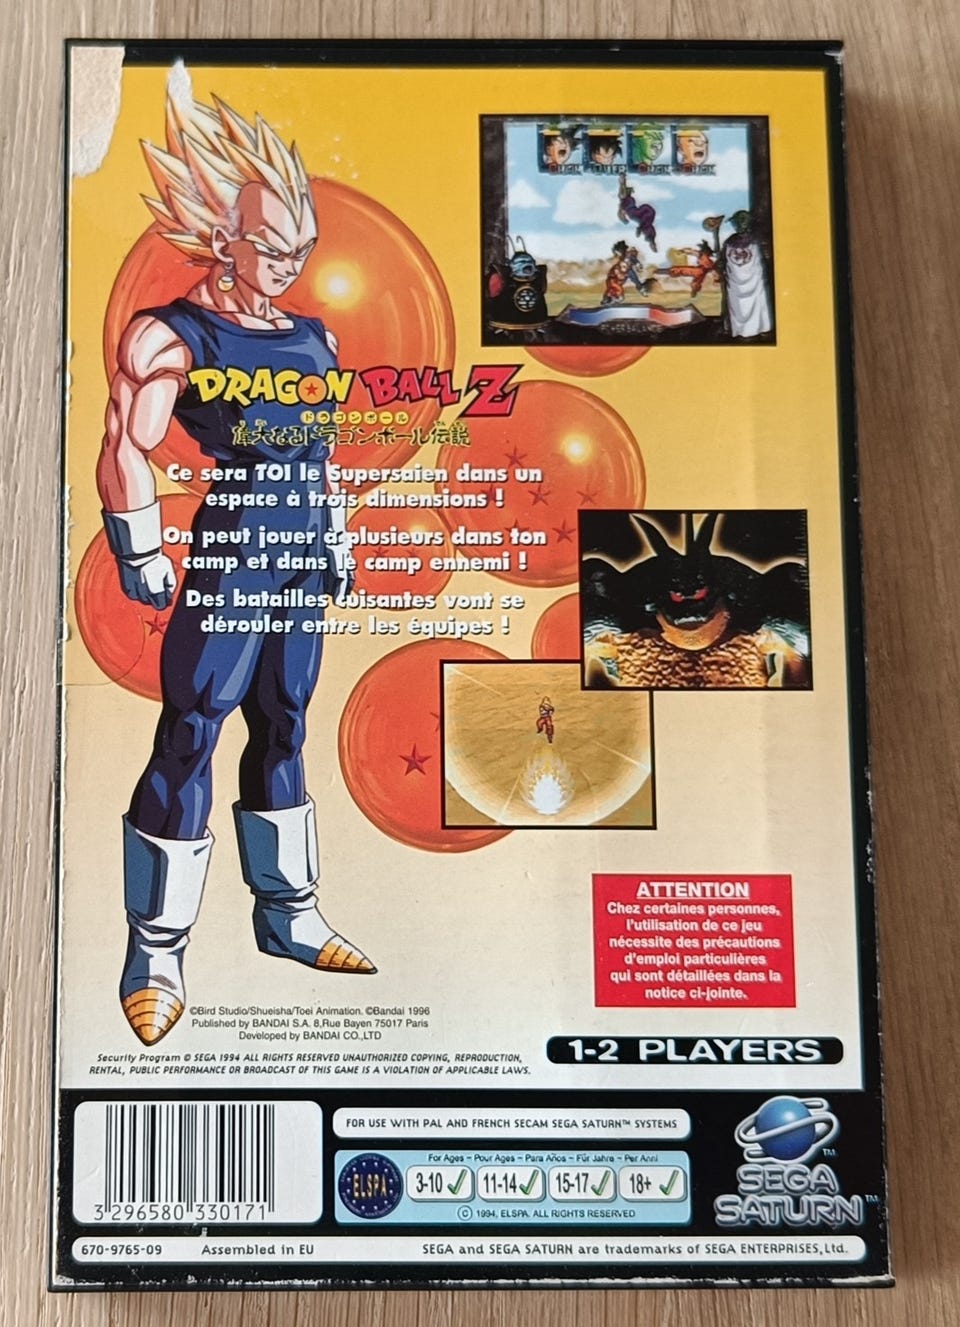 POWER BALANCE
DRAGON BALL Z
ドラゴンボール
偉大なるドラゴンボール伝説
Ce sera TOI le Supersaien dans un
espace à trois dimensions !
On peut jouer à plusieurs dans ton
camp et dans le camp ennemi !
Des batailles cuisantes vont se
dérouler entre les équipes !
ATTENTION
Chez certaines personnes,
l'utilisation de ce jeu
nécessite des précautions
d'emploi particulières
qui sont détaillées dans la
notice ci-jointe.
©Bird Studio/Shueisha/Toei Animation. ©Bandai 1996
Published by BANDAI S.A. 8,Rue Bayen 75017 Paris
Developed by BANDAI CO.,LTD
Security Program © SEGA 1994 ALL RIGHTS RESERVED UNAUTHORIZED COPYING, REPRODUCTION,
RENTAL, PUBLIC PERFORMANCE OR BROADCAST OF THIS GAME IS A VIOLATION OF APPLICABLE LAWS.
1-2 PLAYERS
FOR USE WITH PAL AND FRENCH SECAM SEGA SATURN™ SYSTEMS
For Ages - Pour Ages - Para Años - Für Jahre - Per Anni
ELSPA 3-10 11-14 15-17 18+
© 1994, ELSPA. ALL RIGHTS RESERVED
3 296580 330171
TM
SEGA
SATURN™
670-9765-09 Assembled in EU SEGA and SEGA SATURN are trademarks of SEGA ENTERPRISES, Ltd.